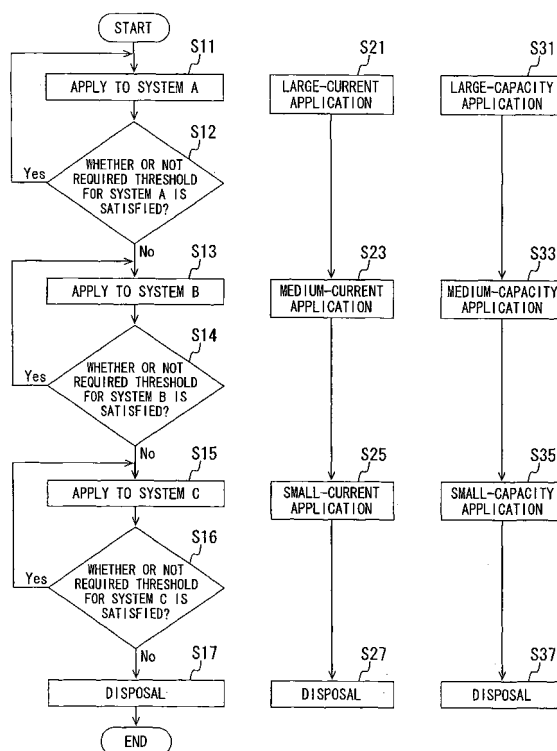 START
S11
APPLY TO SYSTEM A
S12
WHETHER OR NOT
REQUIRED THRESHOLD
FOR SYSTEM A IS
SATISFIED?
Yes
No
S13
APPLY TO SYSTEM B
S14
WHETHER OR NOT
REQUIRED THRESHOLD
FOR SYSTEM B IS
SATISFIED?
Yes
No
S15
APPLY TO SYSTEM C
S16
WHETHER OR NOT
REQUIRED THRESHOLD
FOR SYSTEM C IS
SATISFIED?
Yes
No
S17
DISPOSAL
END
S21
LARGE-CURRENT
APPLICATION
S23
MEDIUM-CURRENT
APPLICATION
S25
SMALL-CURRENT
APPLICATION
S27
DISPOSAL
S31
LARGE-CAPACITY
APPLICATION
S33
MEDIUM-CAPACITY
APPLICATION
S35
SMALL-CAPACITY
APPLICATION
S37
DISPOSAL